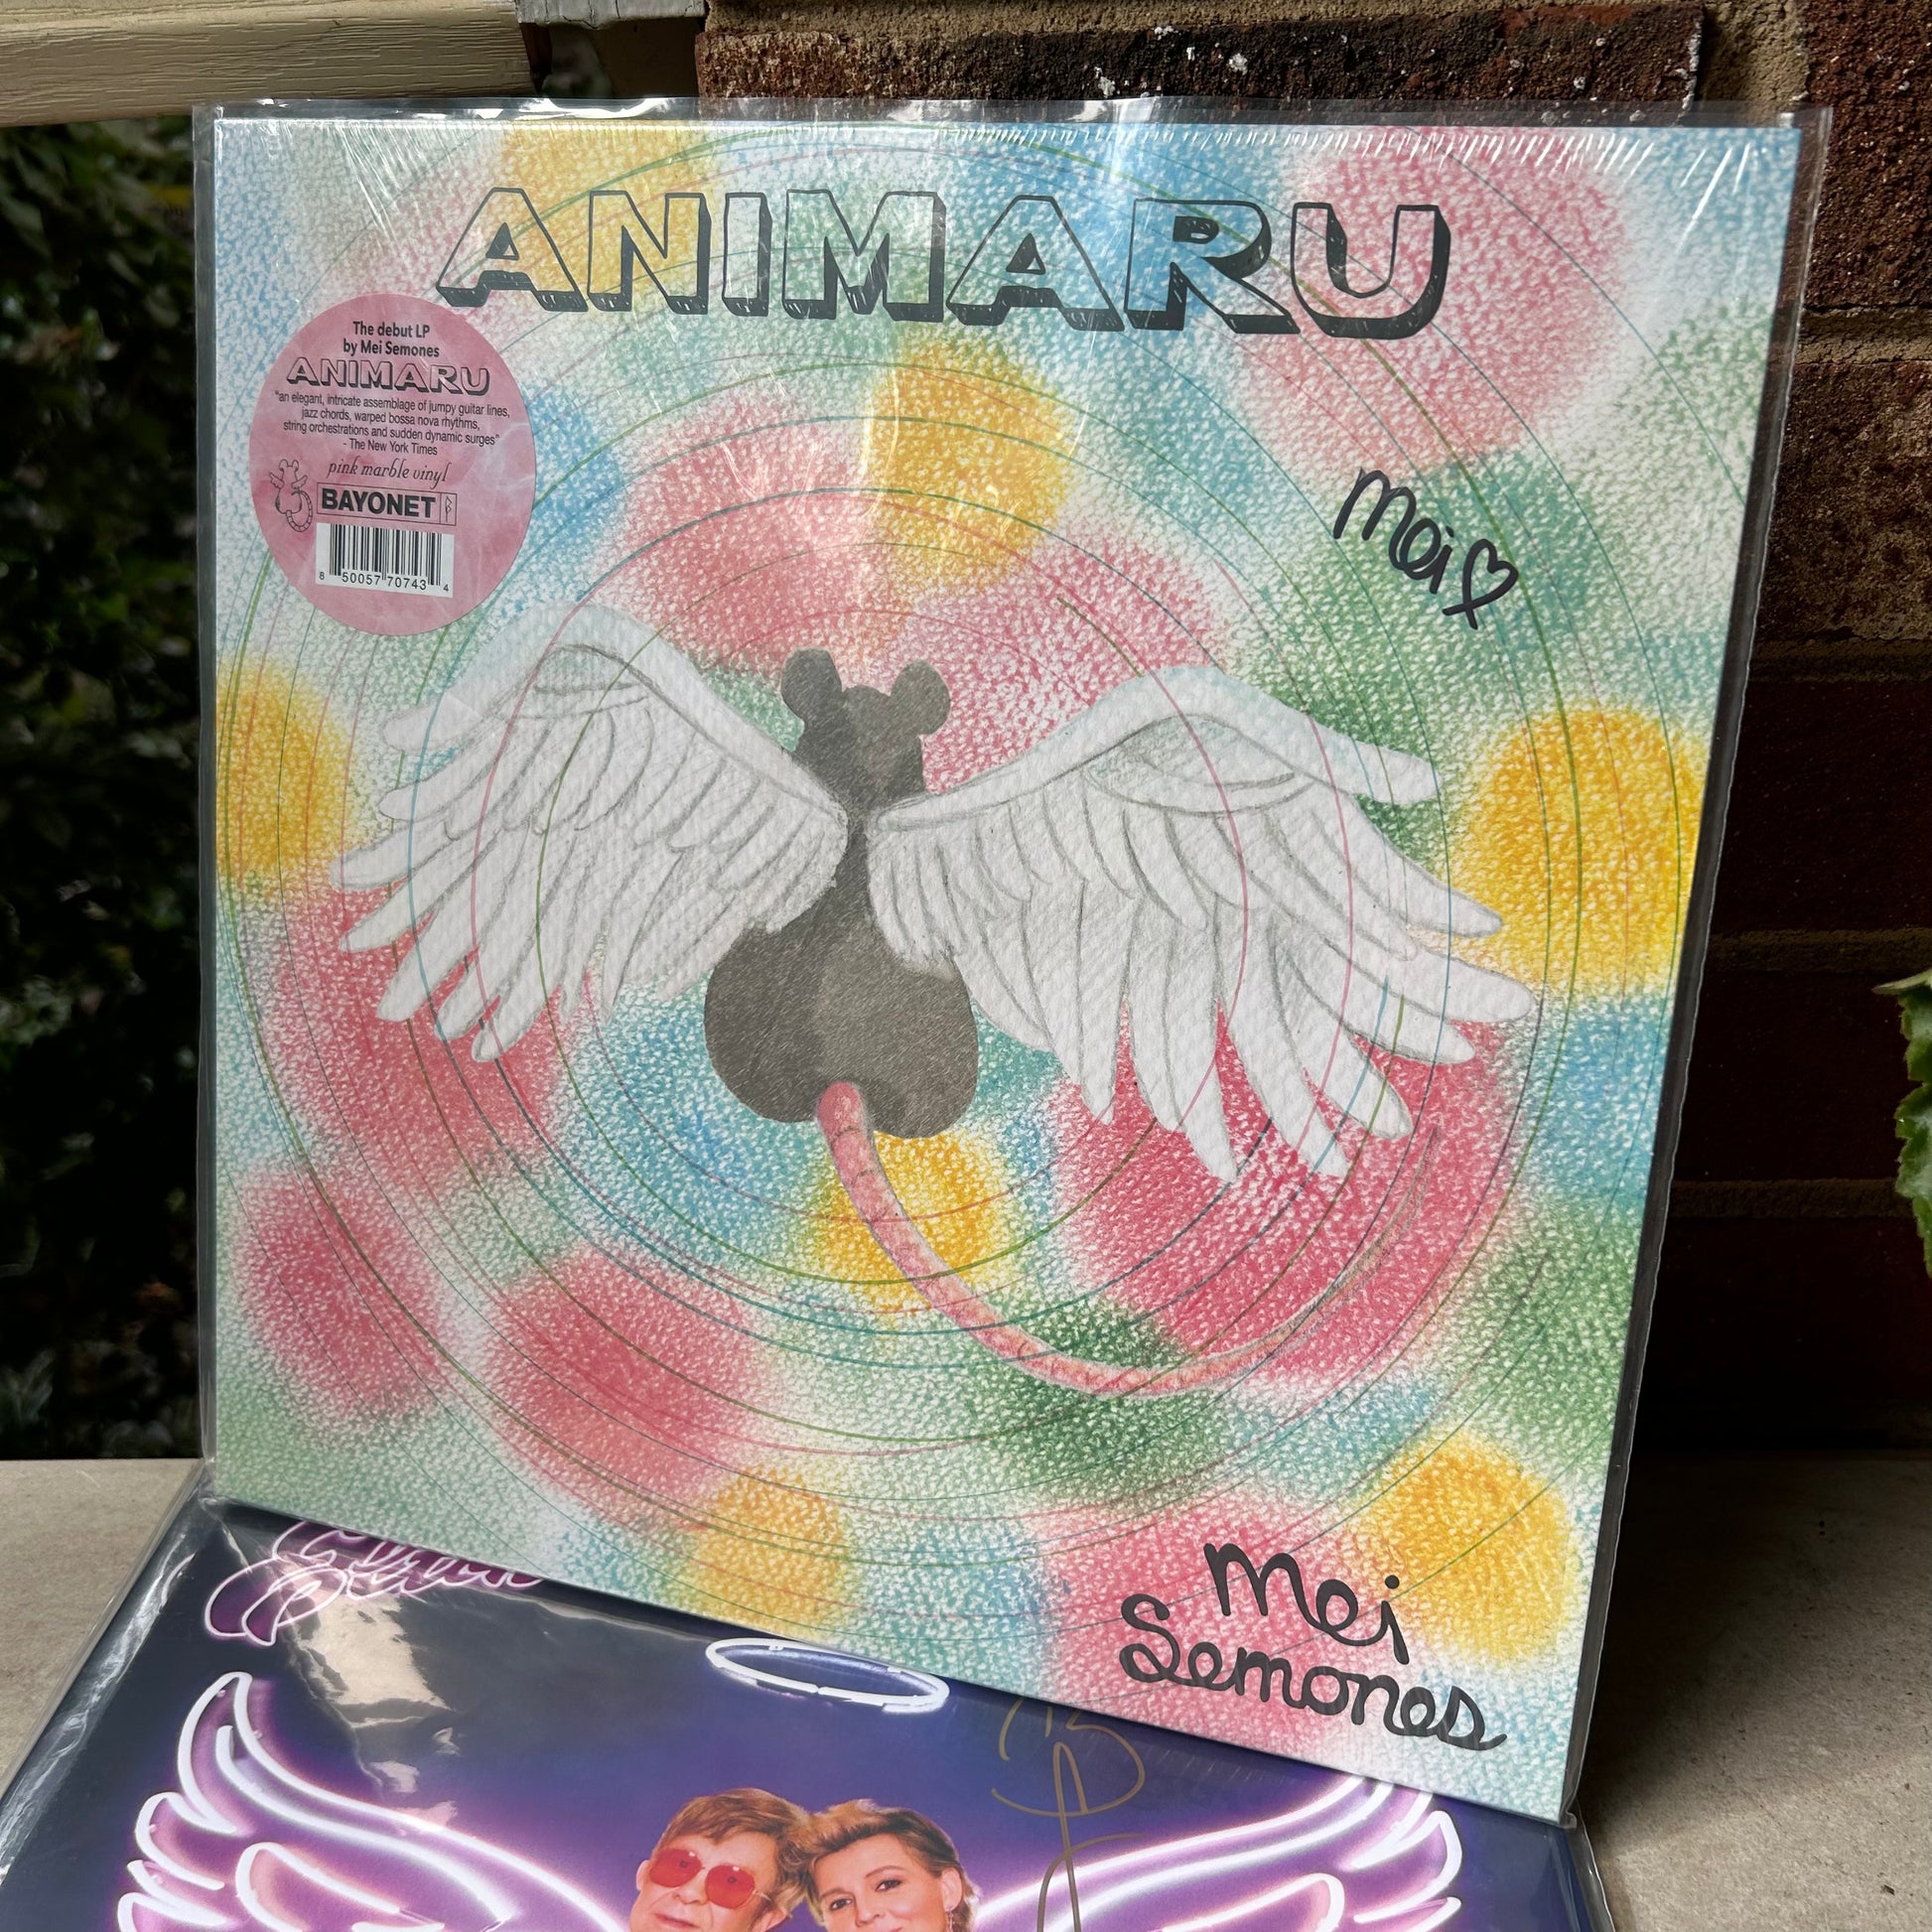 ANIMARU
The debut LP
by Mei Semones
ANIMARU
"an elegant, intricate assemblage of jumpy guitar lines,
jazz chords, warped bossa nova rhythms,
string orchestrations and sudden dynamic surges"
- The New York Times
pink marble vinyl
BAYONET
8 50057 70743 4
Mei
Mei
Semones